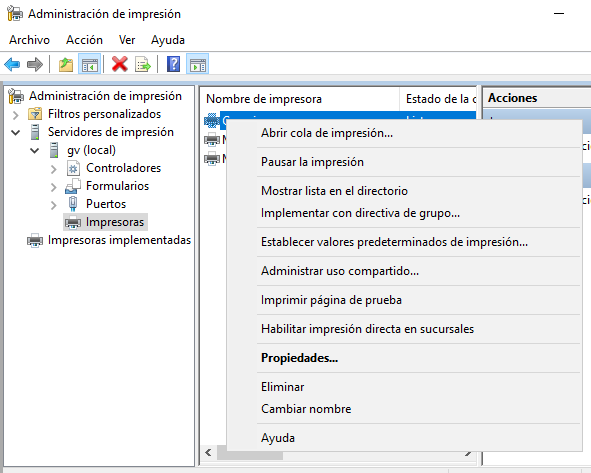 Administración de impresión
Archivo Acción Ver Ayuda
Administración de impresión
Filtros personalizados
Servidores de impresión
gv (local)
Controladores
Formularios
Puertos
Impresoras
Impresoras implementadas
Nombre de impresora Estado de la c
Acciones
Abrir cola de impresión...
Pausar la impresión
Mostrar lista en el directorio
Implementar con directiva de grupo...
Establecer valores predeterminados de impresión...
Administrar uso compartido...
Imprimir página de prueba
Habilitar impresión directa en sucursales
Propiedades...
Eliminar
Cambiar nombre
Ayuda